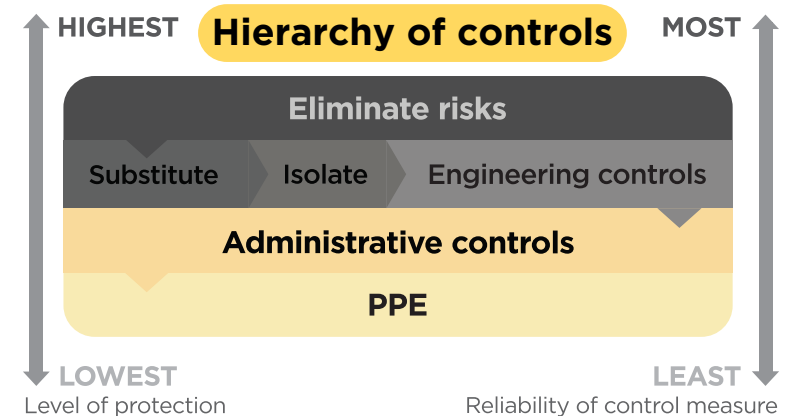 HIGHEST
Hierarchy of controls
MOST
Eliminate risks
Substitute
Isolate
Engineering controls
Administrative controls
PPE
LOWEST
Level of protection
LEAST
Reliability of control measure